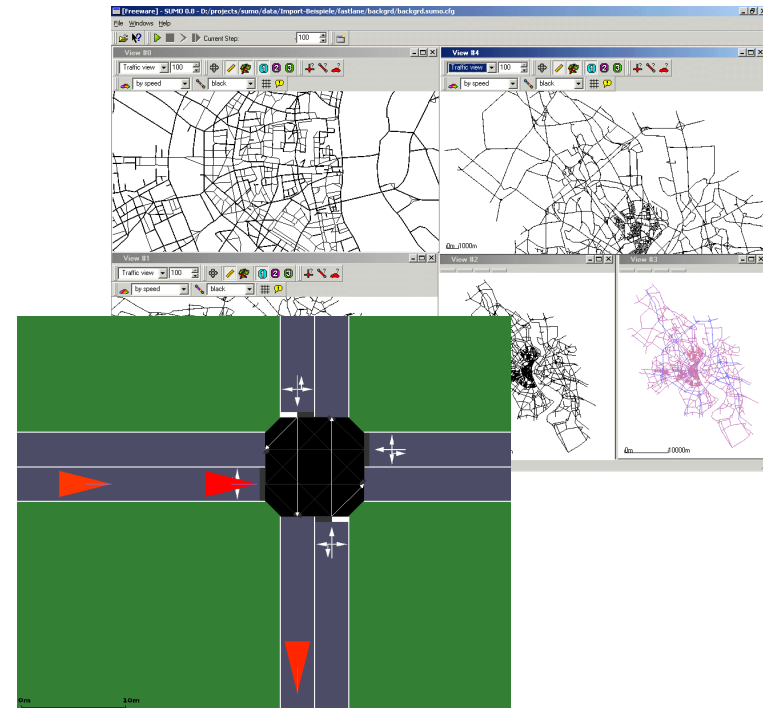 [Freeware] - SUMO 0.8 - D:/projects/sumo/data/Import-Beispiele/fastlane/backgrd/backgrd.sumo.cfg
File Windows Help
Current Step: 100
View #0
Traffic view 100
by speed black
View #4
Traffic view 100
by speed black
0m 1000m
View #1
Traffic view 100
by speed black
View #2
View #3
0m 10000m
0m 10m